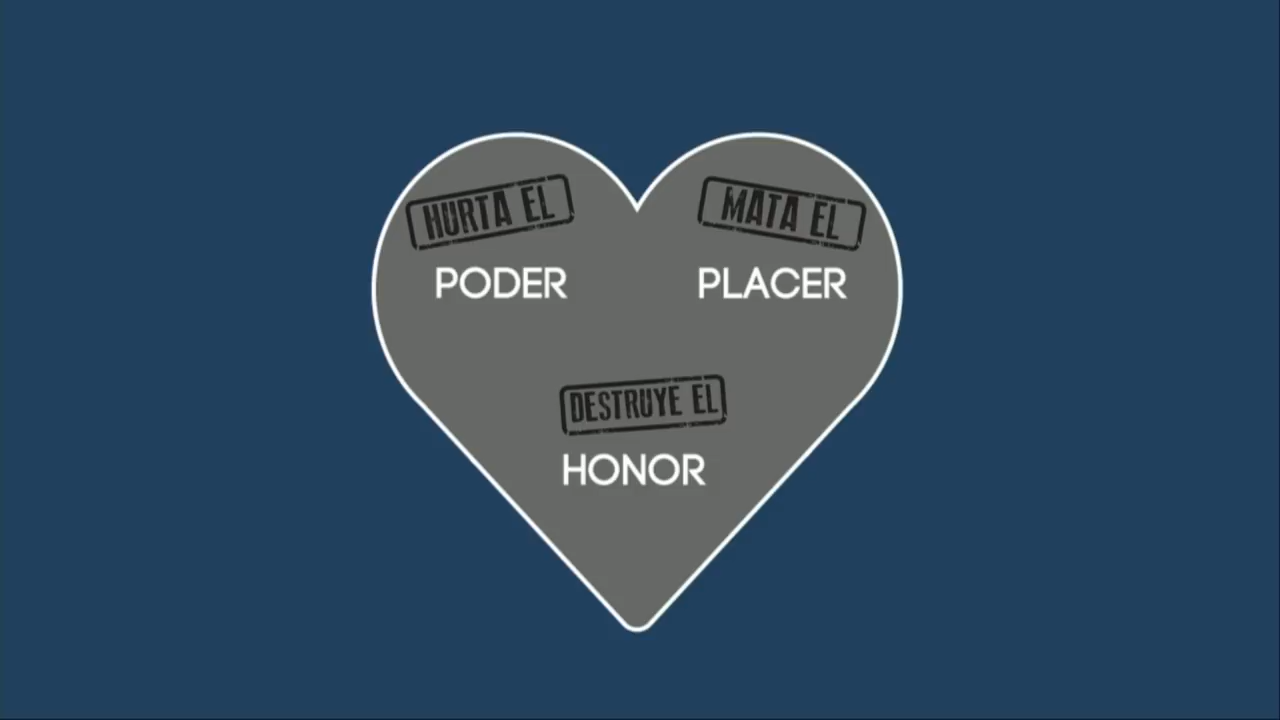 HURTA EL
PODER
MATA EL
PLACER
DESTRUYE EL
HONOR